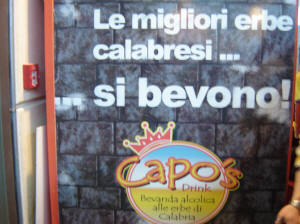 Le migliori erbe
calabresi ...
... si bevono!
Capo's
Drink
Bevanda alcolica
alle erbe di
Calabria